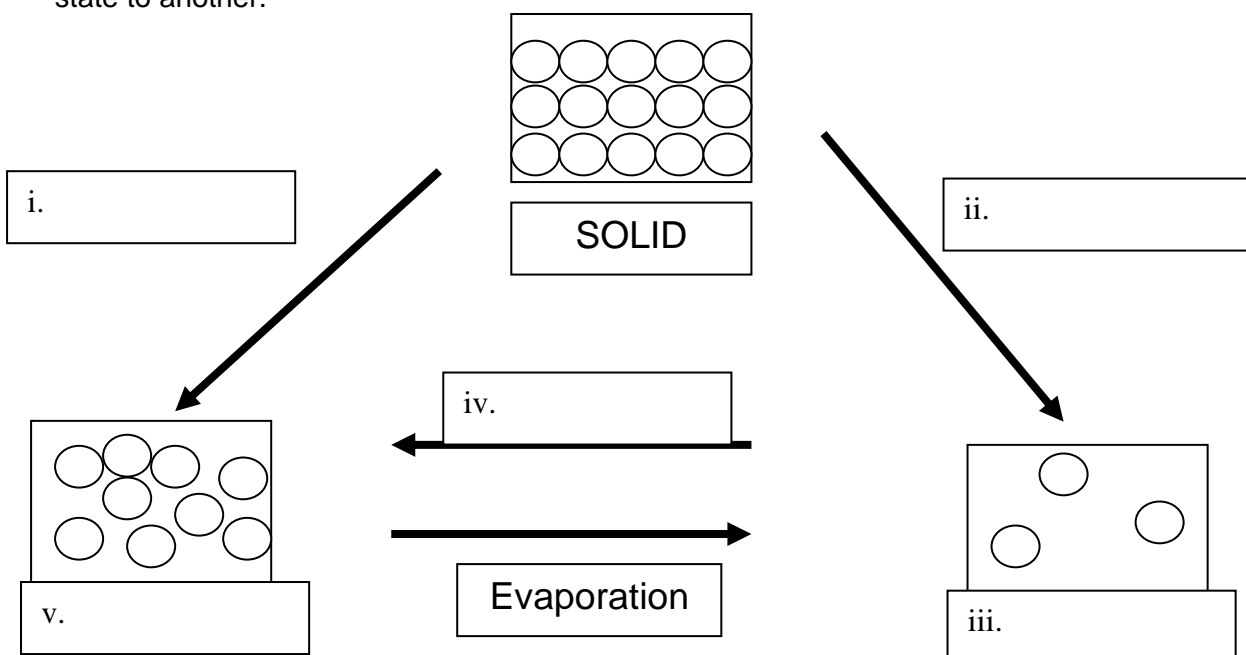 state to another.
i.
ii.
SOLID
iv.
Evaporation
v.
iii.